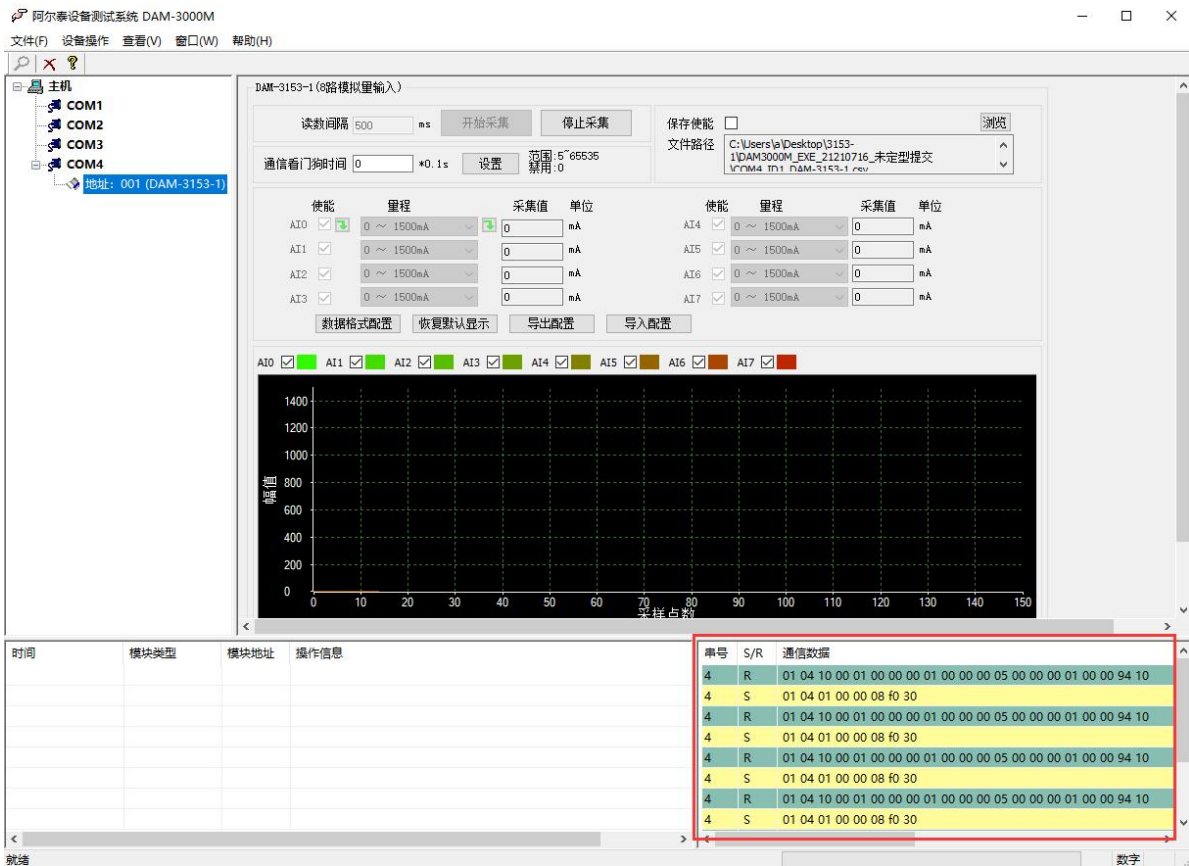 阿尔泰设备测试系统 DAM-3000M
文件(F) 设备操作 查看(V) 窗口(W) 帮助(H)
主机
COM1
COM2
COM3
COM4
地址: 001 (DAM-3153-1)
DAM-3153-1(8路模拟量输入)
读数间隔 500 ms 开始采集 停止采集
通信看门狗时间 0 *0.1s 设置 范围:5~65535
禁用:0
保存使能 浏览
文件路径 C:\Users\a\Desktop\3153-
1\DAM3000M_EXE_21210716_未定型提交
\COM4_ID1_DAM-3153-1.csv
使能 量程 采集值 单位
AI0 0 ~ 1500mA 0 mA
AI1 0 ~ 1500mA 0 mA
AI2 0 ~ 1500mA 0 mA
AI3 0 ~ 1500mA 0 mA
使能 量程 采集值 单位
AI4 0 ~ 1500mA 0 mA
AI5 0 ~ 1500mA 0 mA
AI6 0 ~ 1500mA 0 mA
AI7 0 ~ 1500mA 0 mA
数据格式配置 恢复默认显示 导出配置 导入配置
AI0 AI1 AI2 AI3 AI4 AI5 AI6 AI7
1400
1200
1000
800
600
400
200
0
幅值
0 10 20 30 40 50 60 70 80 90 100 110 120 130 140 150
采样点数
时间 模块类型 模块地址 操作信息
串号 S/R 通信数据
4 R 01 04 10 00 01 00 00 00 01 00 00 00 05 00 00 00 01 00 00 94 10
4 S 01 04 01 00 00 08 f0 30
4 R 01 04 10 00 01 00 00 00 01 00 00 00 05 00 00 00 01 00 00 94 10
4 S 01 04 01 00 00 08 f0 30
4 R 01 04 10 00 01 00 00 00 01 00 00 00 05 00 00 00 01 00 00 94 10
4 S 01 04 01 00 00 08 f0 30
4 R 01 04 10 00 01 00 00 00 01 00 00 00 05 00 00 00 01 00 00 94 10
4 S 01 04 01 00 00 08 f0 30
就绪 数字